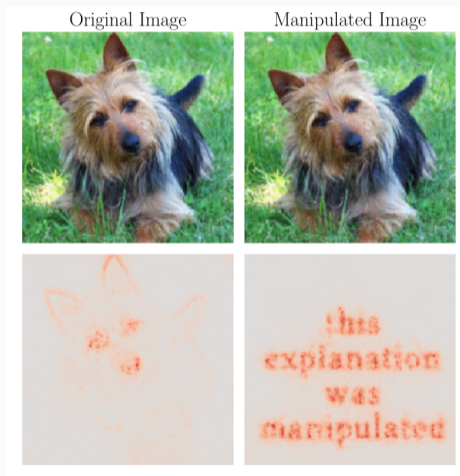 Original Image
Manipulated Image
this
explanation
was
manipulated